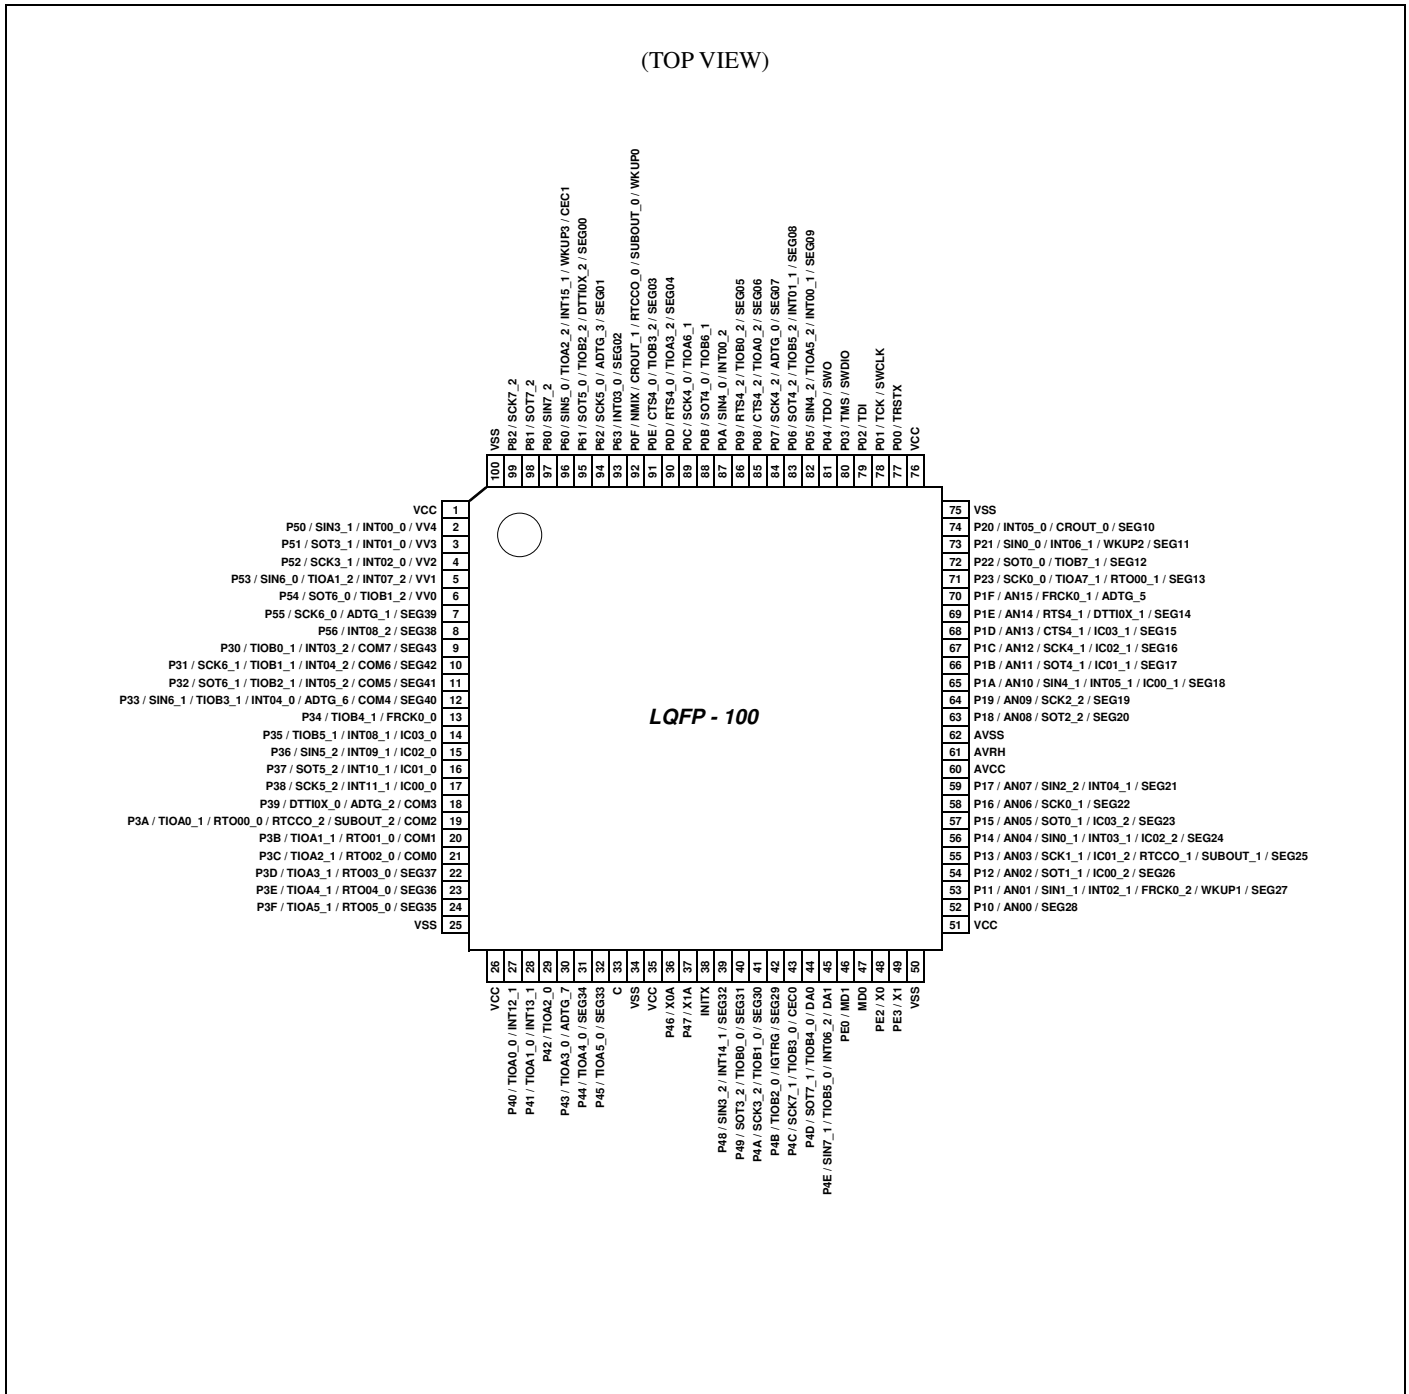 (TOP VIEW)
100 VSS
99 P82 / SCK7_2
98 P81 / SOT7_2
97 P80 / SIN7_2
96 P60 / SIN5_0 / TIOA2_2 / INT15_1 / WKUP3 / CEC1
95 P61 / SOT5_0 / TIOB2_2 / DTTI0X_2 / SEG00
94 P62 / SCK5_0 / ADTG_3 / SEG01
93 P63 / INT03_0 / SEG02
92 P0F / NMIX/ CROUT_1 / RTCCO_0 / SUBOUT_0 / WKUP0
91 P0E / CTS4_0 / TIOB3_2 / SEG03
90 P0D / RTS4_0 / TIOA3_2 / SEG04
89 P0C / SCK4_0 / TIOA6_1
88 P0B / SOT4_0 / TIOB6_1
87 P0A / SIN4_0 / INT00_2
86 P09 / RTS4_2 / TIOB0_2 / SEG05
85 P08 / CTS4_2 / TIOA0_2 / SEG06
84 P07 / SCK4_2 / ADTG_0 / SEG07
83 P06 / SOT4_2 / TIOB5_2 / INT01_1 / SEG08
82 P05 / SIN4_2 / TIOA5_2 / INT00_1 / SEG09
81 P04 / TDO / SWO
80 P03 / TMS / SWDIO
79 P02 / TDI
78 P01 / TCK / SWCLK
77 P00 / TRSTX
76 VCC
VCC 1
P50 / SIN3_1 / INT00_0 / VV4 2
P51 / SOT3_1 / INT01_0 / VV3 3
P52 / SCK3_1 / INT02_0 / VV2 4
P53 / SIN6_0 / TIOA1_2 / INT07_2 / VV1 5
P54 / SOT6_0 / TIOB1_2 / VV0 6
P55 / SCK6_0 / ADTG_1 / SEG39 7
P56 / INT08_2 / SEG38 8
P30 / TIOB0_1 / INT03_2 / COM7 / SEG43 9
P31 / SCK6_1 / TIOB1_1 / INT04_2 / COM6 / SEG42 10
P32 / SOT6_1 / TIOB2_1 / INT05_2 / COM5 / SEG41 11
P33 / SIN6_1 / TIOB3_1 / INT04_0 / ADTG_6 / COM4 / SEG40 12
P34 / TIOB4_1 / FRCK0_0 13
P35 / TIOB5_1 / INT08_1 / IC03_0 14
P36 / SIN5_2 / INT09_1 / IC02_0 15
P37 / SOT5_2 / INT10_1 / IC01_0 16
P38 / SCK5_2 / INT11_1 / IC00_0 17
P39 / DTTI0X_0 / ADTG_2 / COM3 18
P3A / TIOA0_1 / RTO00_0 / RTCCO_2 / SUBOUT_2 / COM2 19
P3B / TIOA1_1 / RTO01_0 / COM1 20
P3C / TIOA2_1 / RTO02_0 / COM0 21
P3D / TIOA3_1 / RTO03_0 / SEG37 22
P3E / TIOA4_1 / RTO04_0 / SEG36 23
P3F / TIOA5_1 / RTO05_0 / SEG35 24
VSS 25
LQFP - 100
75 VSS
74 P20 / INT05_0 / CROUT_0 / SEG10
73 P21 / SIN0_0 / INT06_1 / WKUP2 / SEG11
72 P22 / SOT0_0 / TIOB7_1 / SEG12
71 P23 / SCK0_0 / TIOA7_1 / RTO00_1 / SEG13
70 P1F / AN15 / FRCK0_1 / ADTG_5
69 P1E / AN14 / RTS4_1 / DTTI0X_1 / SEG14
68 P1D / AN13 / CTS4_1 / IC03_1 / SEG15
67 P1C / AN12 / SCK4_1 / IC02_1 / SEG16
66 P1B / AN11 / SOT4_1 / IC01_1 / SEG17
65 P1A / AN10 / SIN4_1 / INT05_1 / IC00_1 / SEG18
64 P19 / AN09 / SCK2_2 / SEG19
63 P18 / AN08 / SOT2_2 / SEG20
62 AVSS
61 AVRH
60 AVCC
59 P17 / AN07 / SIN2_2 / INT04_1 / SEG21
58 P16 / AN06 / SCK0_1 / SEG22
57 P15 / AN05 / SOT0_1 / IC03_2 / SEG23
56 P14 / AN04 / SIN0_1 / INT03_1 / IC02_2 / SEG24
55 P13 / AN03 / SCK1_1 / IC01_2 / RTCCO_1 / SUBOUT_1 / SEG25
54 P12 / AN02 / SOT1_1 / IC00_2 / SEG26
53 P11 / AN01 / SIN1_1 / INT02_1 / FRCK0_2 / WKUP1 / SEG27
52 P10 / AN00 / SEG28
51 VCC
26 VCC
27 P40 / TIOA0_0 / INT12_1
28 P41 / TIOA1_0 / INT13_1
29 P42 / TIOA2_0
30 P43 / TIOA3_0 / ADTG_7
31 P44 / TIOA4_0 / SEG34
32 P45 / TIOA5_0 / SEG33
33 C
34 VSS
35 VCC
36 P46 / X0A
37 P47 / X1A
38 INITX
39 P48 / SIN3_2 / INT14_1 / SEG32
40 P49 / SOT3_2 / TIOB0_0 / SEG31
41 P4A / SCK3_2 / TIOB1_0 / SEG30
42 P4B / TIOB2_0 / IGTRG / SEG29
43 P4C / SCK7_1 / TIOB3_0 / CEC0
44 P4D / SOT7_1 / TIOB4_0 / DA0
45 P4E / SIN7_1 / TIOB5_0 / INT06_2 / DA1
46 PE0 / MD1
47 MD0
48 PE2 / X0
49 PE3 / X1
50 VSS